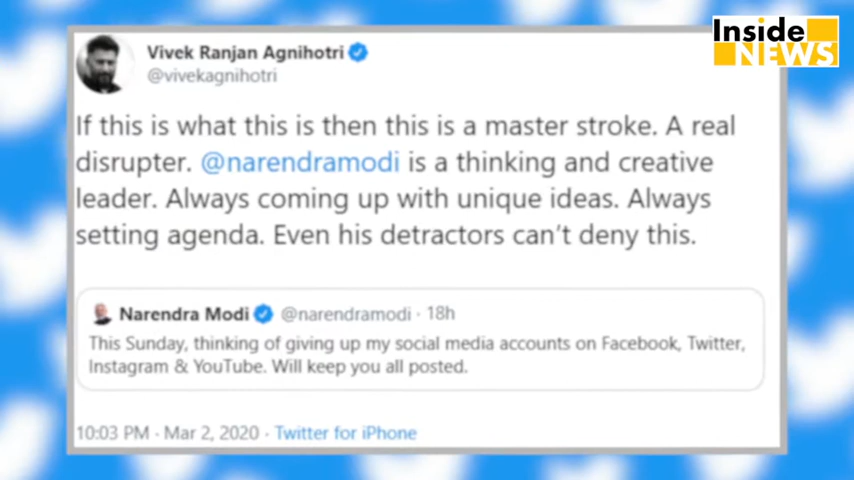 Inside
NEWS
Vivek Ranjan Agnihotri
@vivekagnihotri
If this is what this is then this is a master stroke. A real
disrupter. @narendramodi is a thinking and creative
leader. Always coming up with unique ideas. Always
setting agenda. Even his detractors can't deny this.
Narendra Modi @narendramodi · 18h
This Sunday, thinking of giving up my social media accounts on Facebook, Twitter,
Instagram & YouTube. Will keep you all posted.
10:03 PM · Mar 2, 2020 · Twitter for iPhone